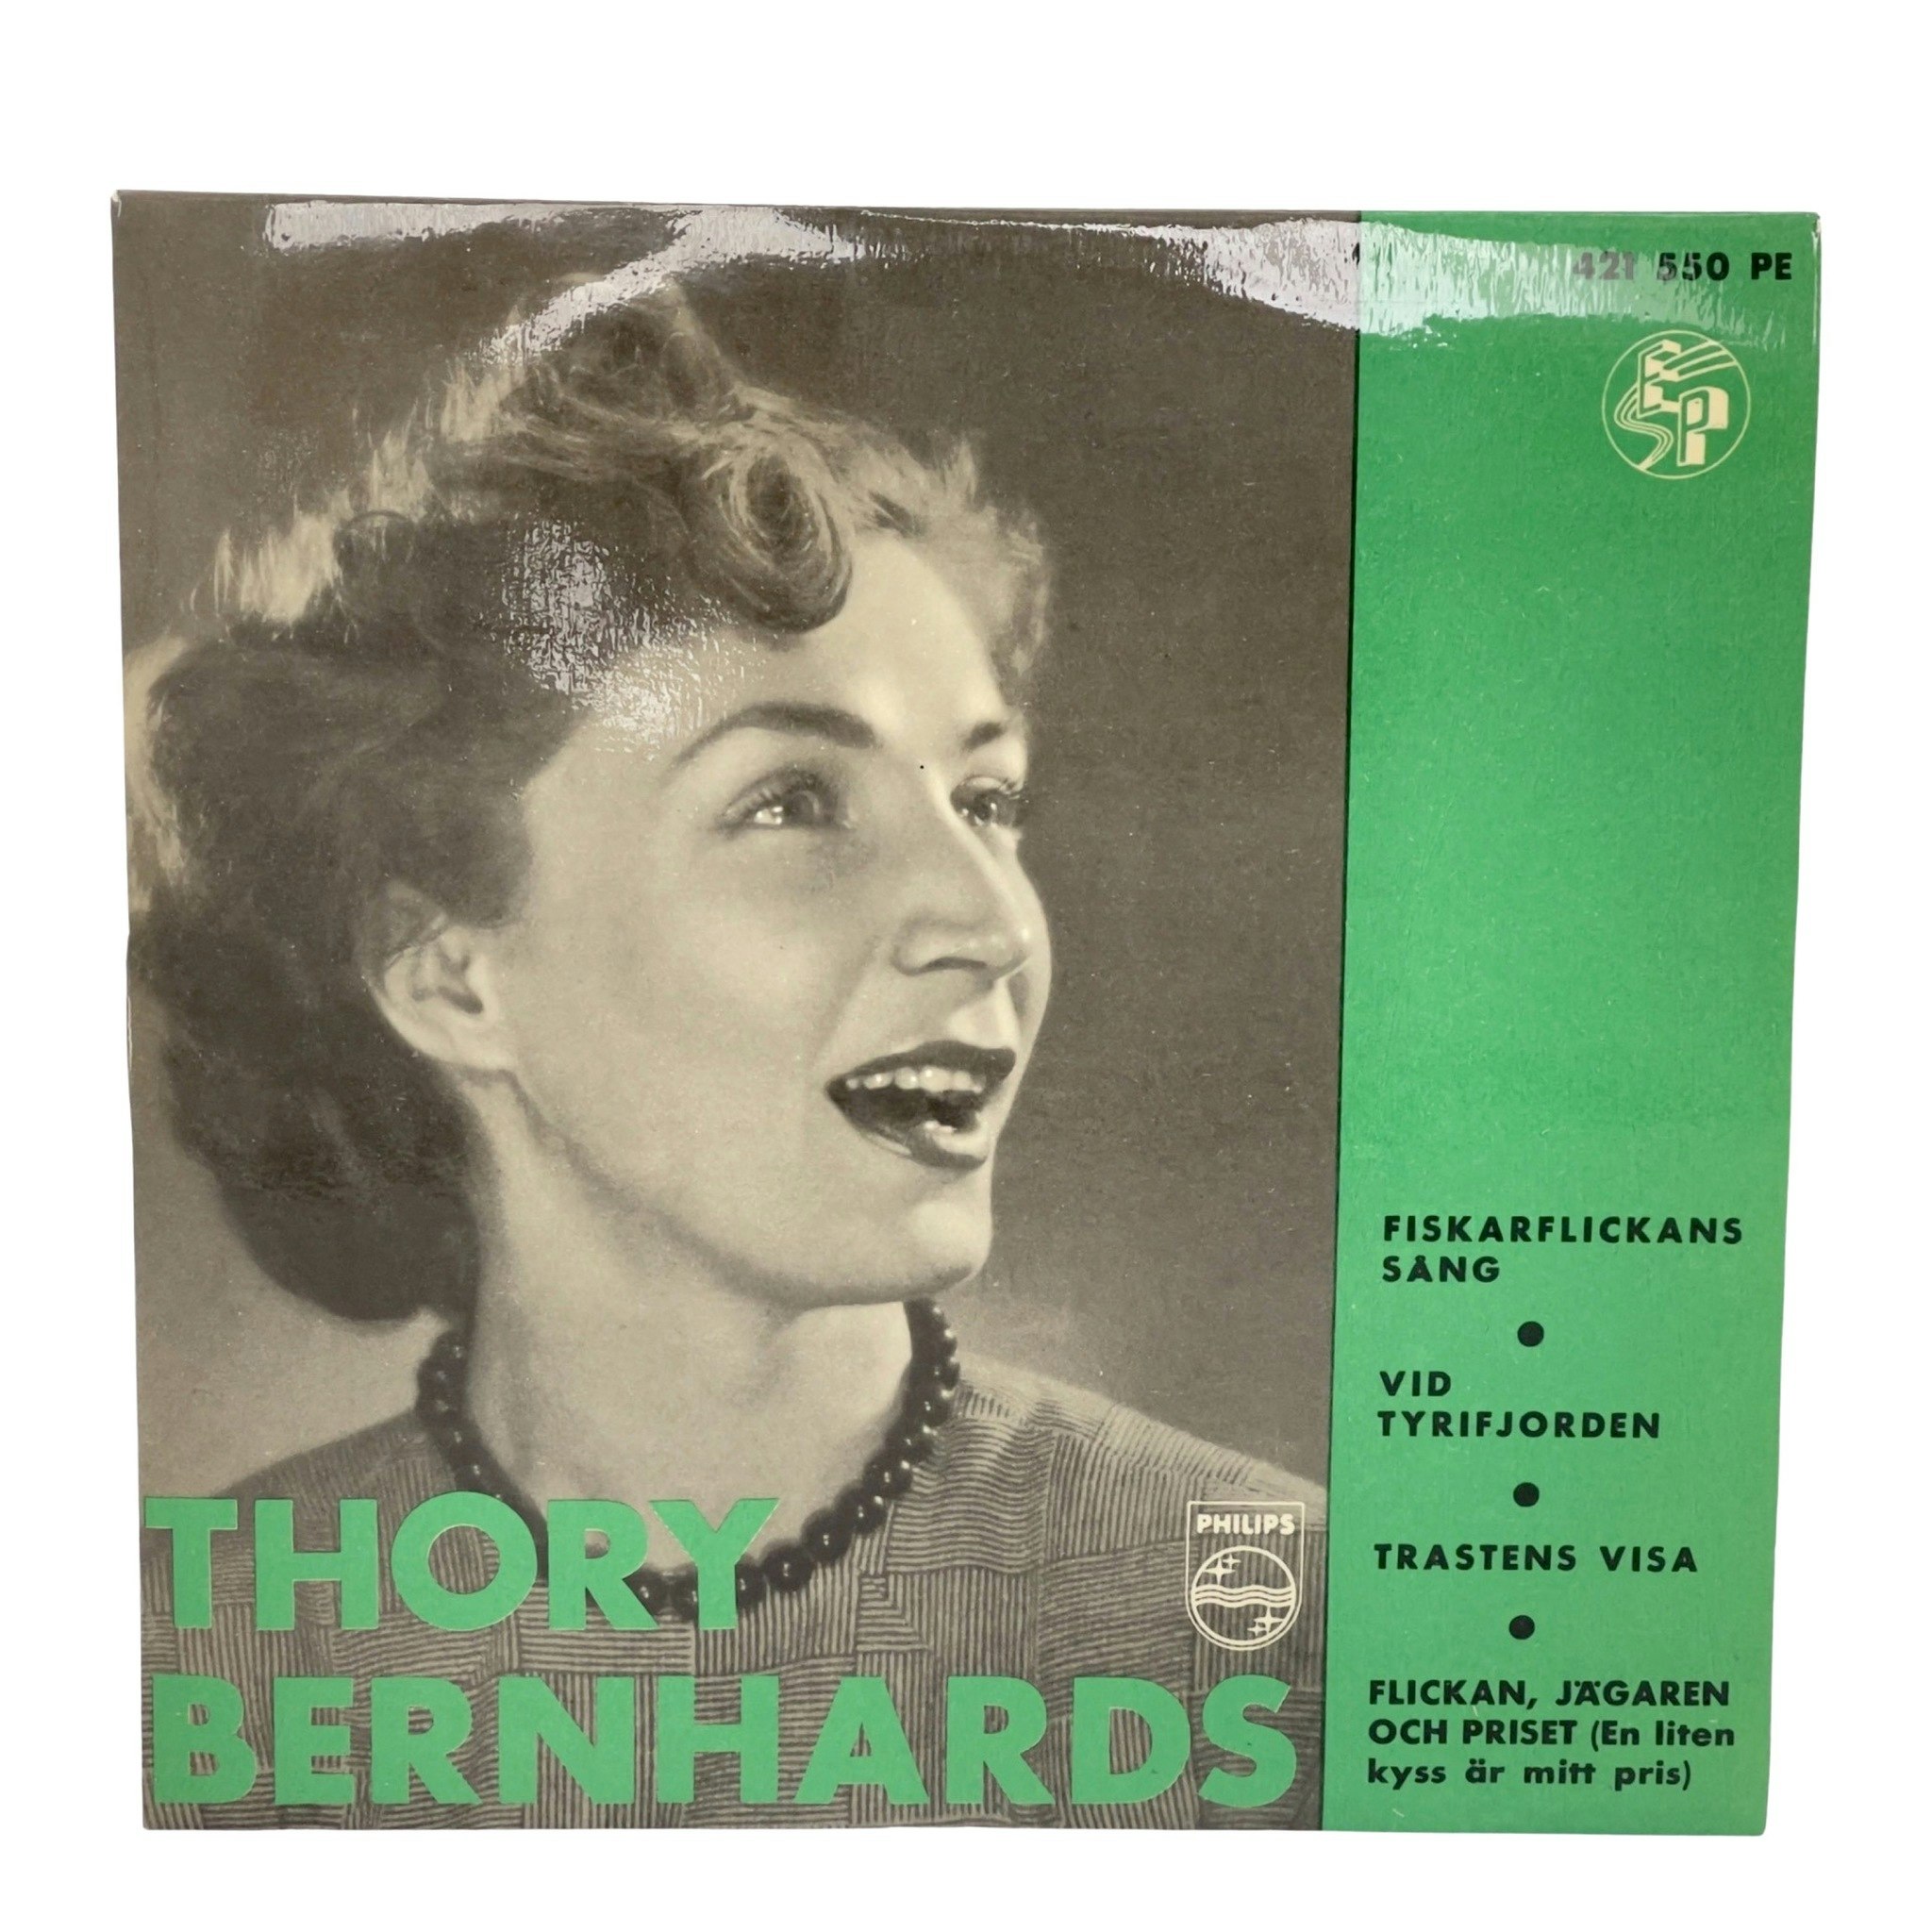 421 550 PE
ESP
FISKARFLICKANS
SÅNG
VID
TYRIFJORDEN
TRASTENS VISA
FLICKAN, JÄGAREN
OCH PRISET (En liten
kyss är mitt pris)
PHILIPS
THORY
BERNHARDS